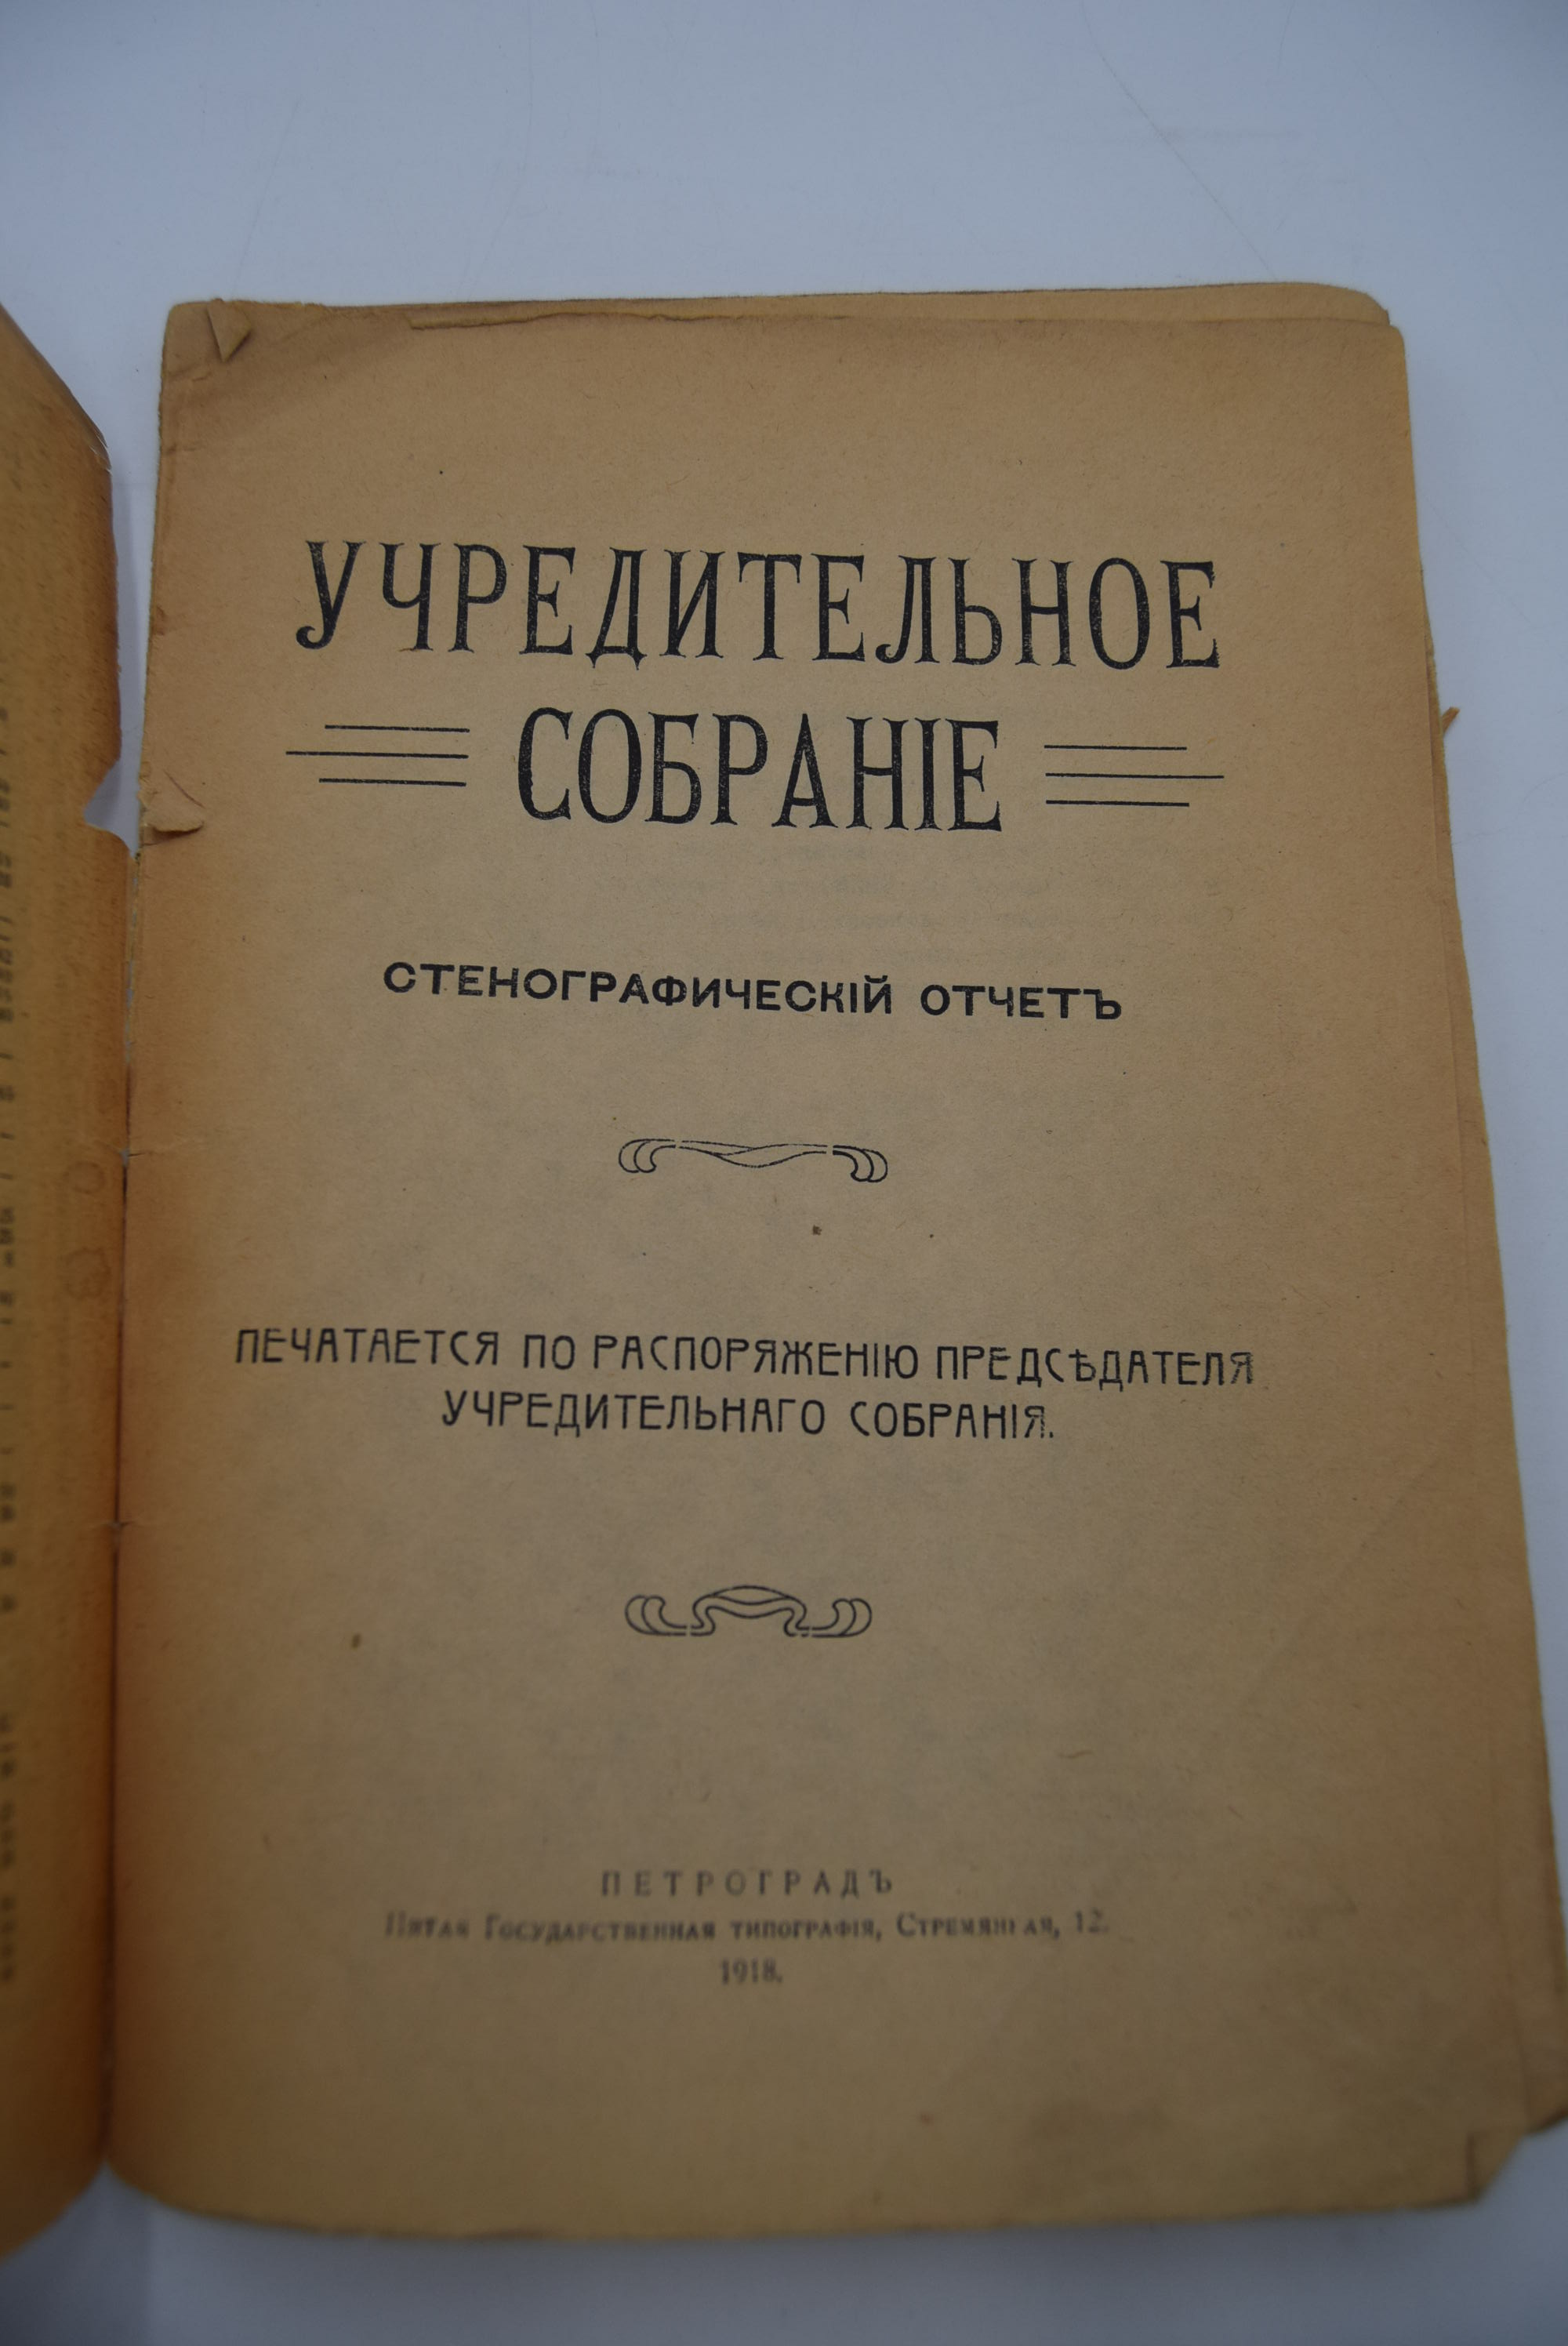 УЧРЕДИТЕЛЬНОЕ
СОБРАНІЕ
СТЕНОГРАФИЧЕСКІЙ ОТЧЕТЪ
ПЕЧАТАЕТСЯ ПО РАСПОРЯЖЕНІЮ ПРЕДСѢДАТЕЛЯ
УЧРЕДИТЕЛЬНАГО СОБРАНІЯ.
ПЕТРОГРАДЪ
Пятая Государственная типографія, Стремянная, 12.
1918.